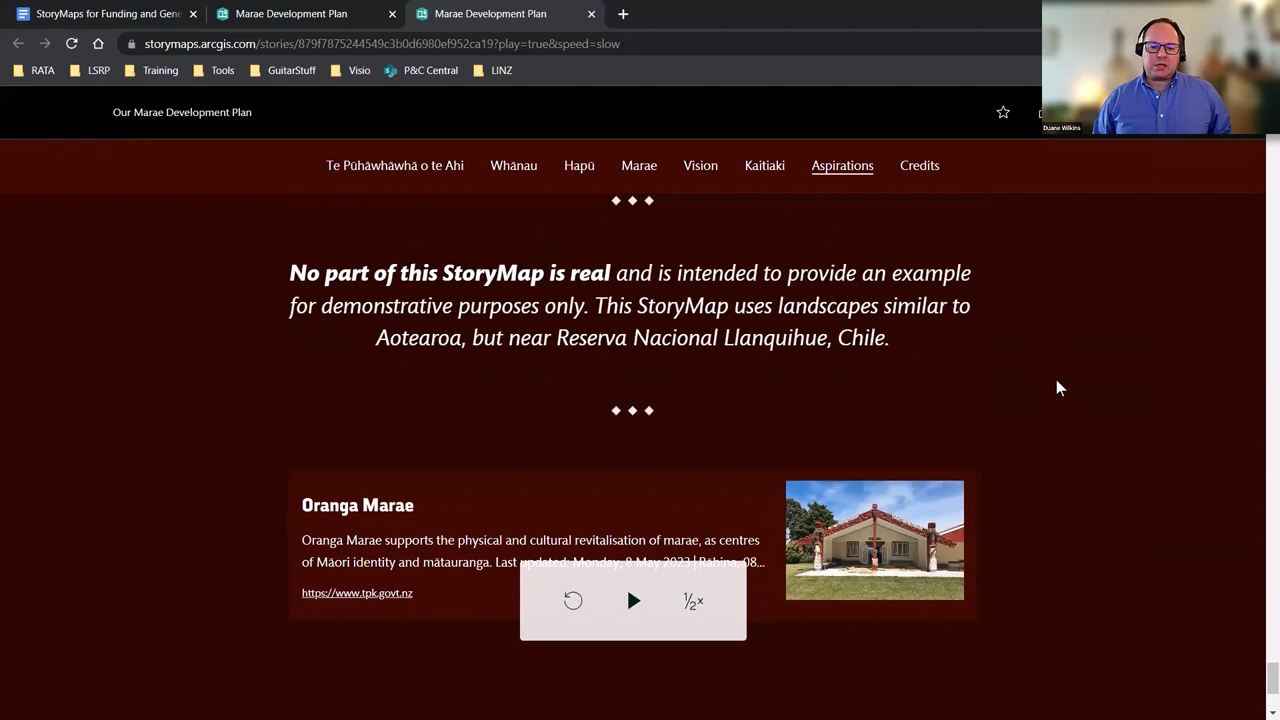 StoryMaps for Funding and Gene
Marae Development Plan
Marae Development Plan
storymaps.arcgis.com/stories/879f7875244549c3b0d6980ef952ca19?play=true&speed=slow
RATA LSRP Training Tools GuitarStuff Visio P&C Central LINZ
Duane Wilkins
Our Marae Development Plan
Te Pūhāwhāwhā o te Ahi Whānau Hapū Marae Vision Kaitiaki Aspirations Credits
No part of this StoryMap is real and is intended to provide an example
for demonstrative purposes only. This StoryMap uses landscapes similar to
Aotearoa, but near Reserva Nacional Llanquihue, Chile.
Oranga Marae
Oranga Marae supports the physical and cultural revitalisation of marae, as centres
of Māori identity and mātauranga. Last updated: Monday, 8 May 2023 | Rāhina, 08...
https://www.tpk.govt.nz
½x